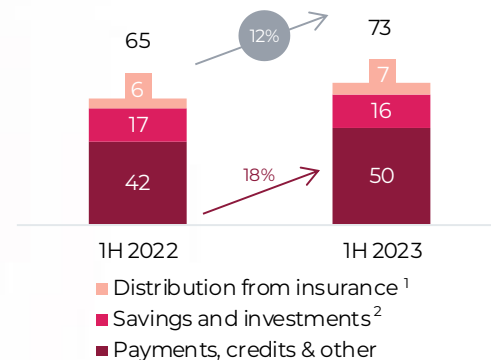 65
12%
73
6
7
17
16
42
18%
50
1H 2022
1H 2023
Distribution from insurance ¹
Savings and investments ²
Payments, credits & other